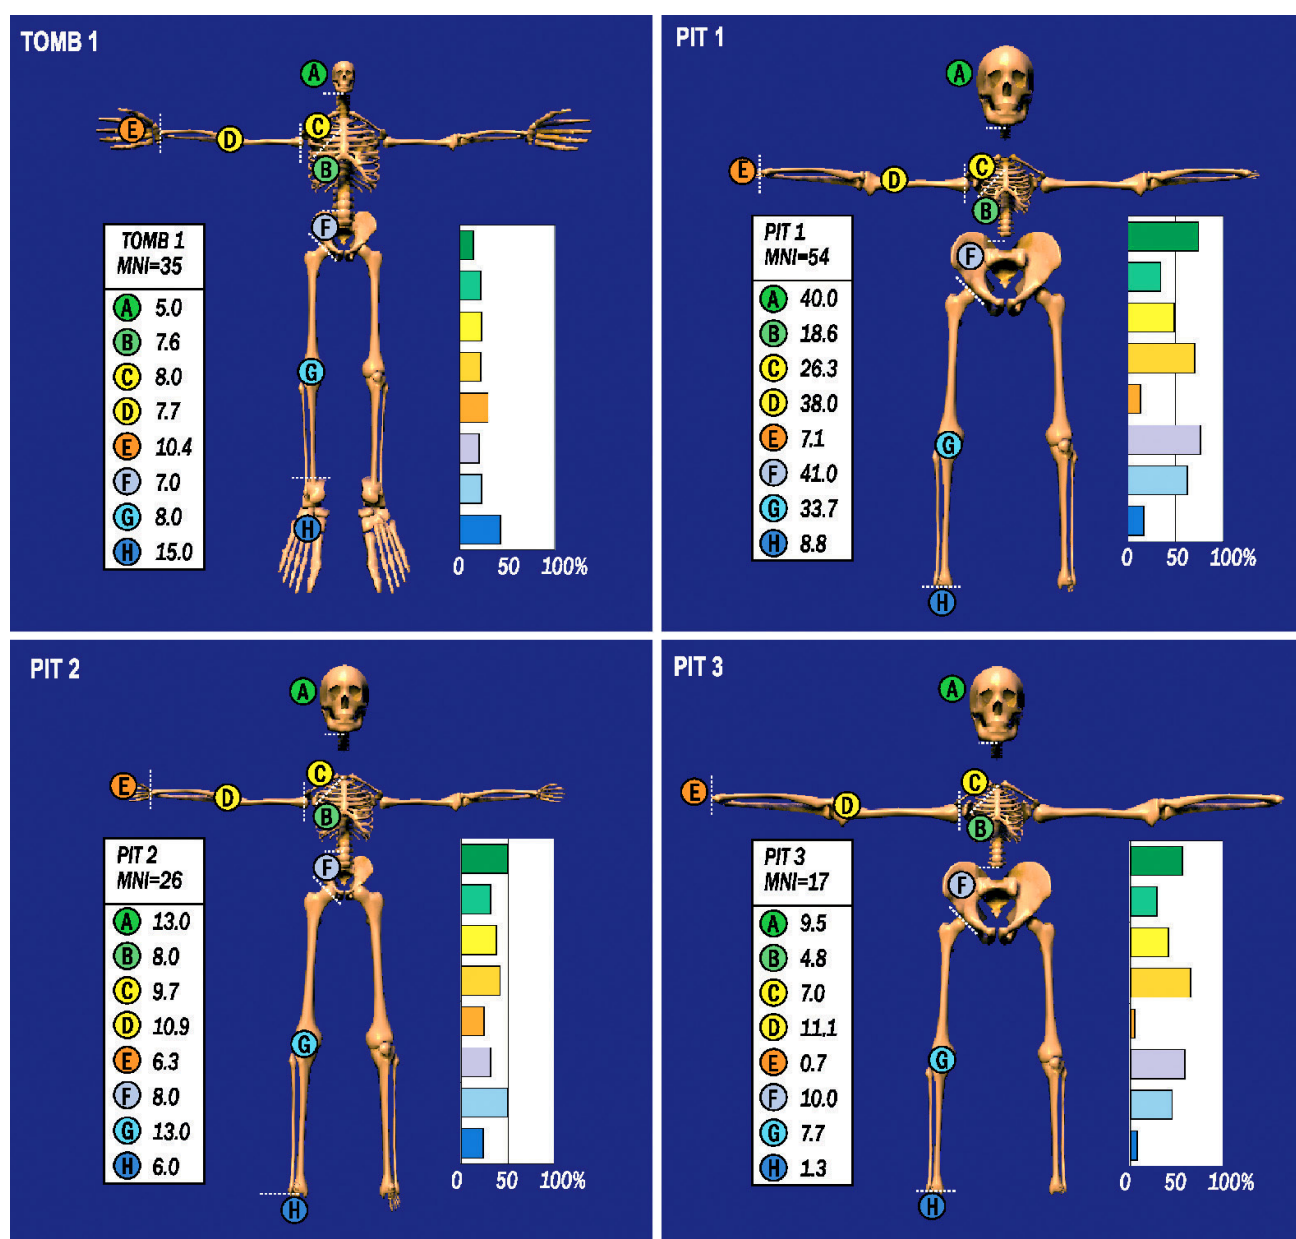 TOMB 1
A
E
D
C
B
F
G
H
TOMB 1
MNI=35
A 5.0
B 7.6
C 8.0
D 7.7
E 10.4
F 7.0
G 8.0
H 15.0
0 50 100%
PIT 1
A
E
D
C
B
F
G
H
PIT 1
MNI=54
A 40.0
B 18.6
C 26.3
D 38.0
E 7.1
F 41.0
G 33.7
H 8.8
0 50 100%
PIT 2
A
E
D
C
B
F
G
H
PIT 2
MNI=26
A 13.0
B 8.0
C 9.7
D 10.9
E 6.3
F 8.0
G 13.0
H 6.0
0 50 100%
PIT 3
A
E
D
C
B
F
G
H
PIT 3
MNI=17
A 9.5
B 4.8
C 7.0
D 11.1
E 0.7
F 10.0
G 7.7
H 1.3
0 50 100%